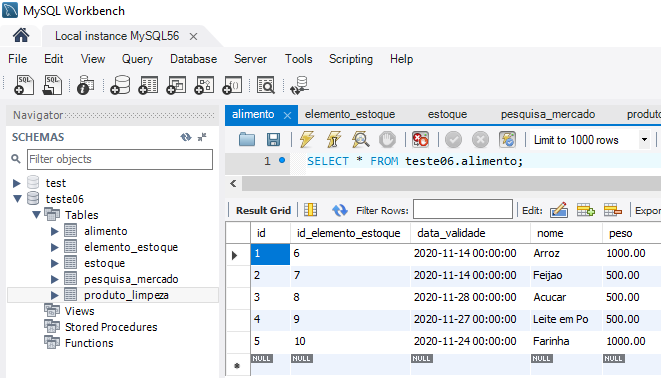 MySQL Workbench
Local instance MySQL56
File Edit View Query Database Server Tools Scripting Help
Navigator
SCHEMAS
Filter objects
test
teste06
Tables
alimento
elemento_estoque
estoque
pesquisa_mercado
produto_limpeza
Views
Stored Procedures
Functions
alimento elemento_estoque estoque pesquisa_mercado produto
Limit to 1000 rows
1 SELECT * FROM teste06.alimento;
Result Grid Filter Rows: Edit: Expor
id id_elemento_estoque data_validade nome peso
1 6 2020-11-14 00:00:00 Arroz 1000.00
2 7 2020-11-14 00:00:00 Feijao 500.00
3 8 2020-11-28 00:00:00 Acucar 500.00
4 9 2020-11-27 00:00:00 Leite em Po 500.00
5 10 2020-11-24 00:00:00 Farinha 1000.00
NULL NULL NULL NULL NULL